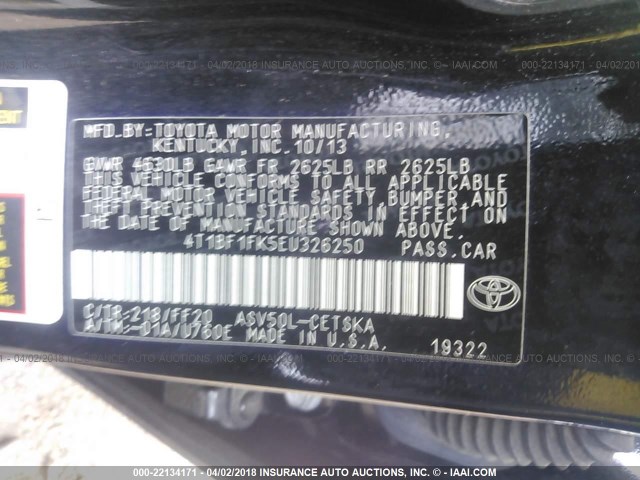 000-22134171 - 04/02/2018 INSURANCE AUTO AUCTIONS, INC. - © WWW.IAAI.COM
MFD.BY:TOYOTA MOTOR MANUFACTURING,
KENTUCKY, INC. 10/13
GVWR 4630LB GAWR FR 2625LB RR 2625LB
THIS VEHICLE CONFORMS TO ALL APPLICABLE
FEDERAL MOTOR VEHICLE SAFETY, BUMPER, AND
THEFT PREVENTION STANDARDS IN EFFECT ON
THE DATE OF MANUFACTURE SHOWN ABOVE.
4T1BF1FK5EU326250 PASS.CAR
C/TR:218/FF20 ASV50L-CETSKA
A/TM:-01A/U760E MADE IN U.S.A.
19322
000-22134171 - 04/02/2018 INSURANCE AUTO AUCTIONS, INC. - © WWW.IAAI.COM